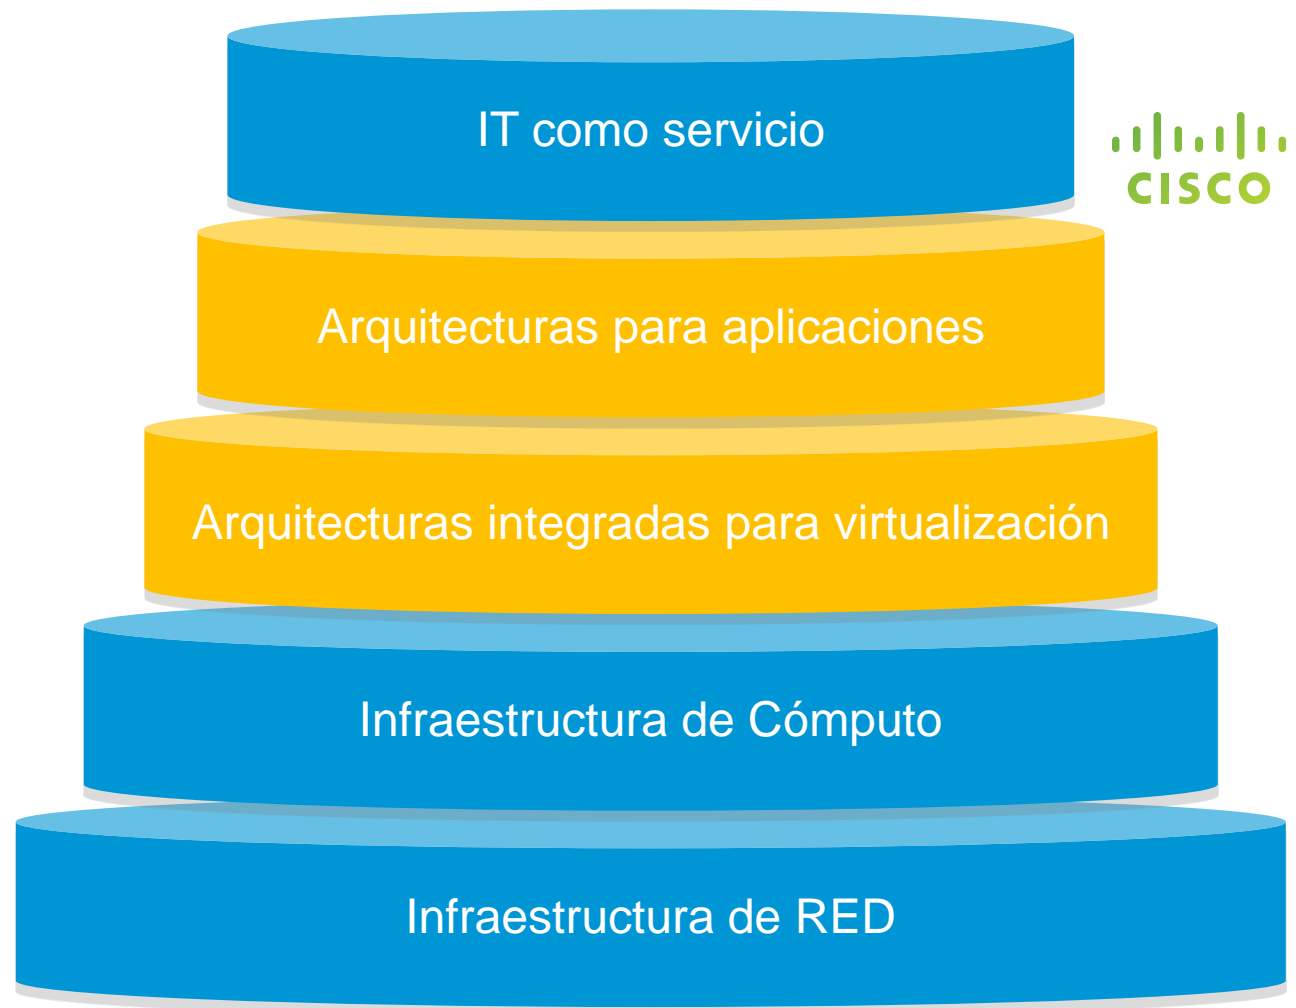 IT como servicio
CISCO
Arquitecturas para aplicaciones
Arquitecturas integradas para virtualización
Infraestructura de Cómputo
Infraestructura de RED